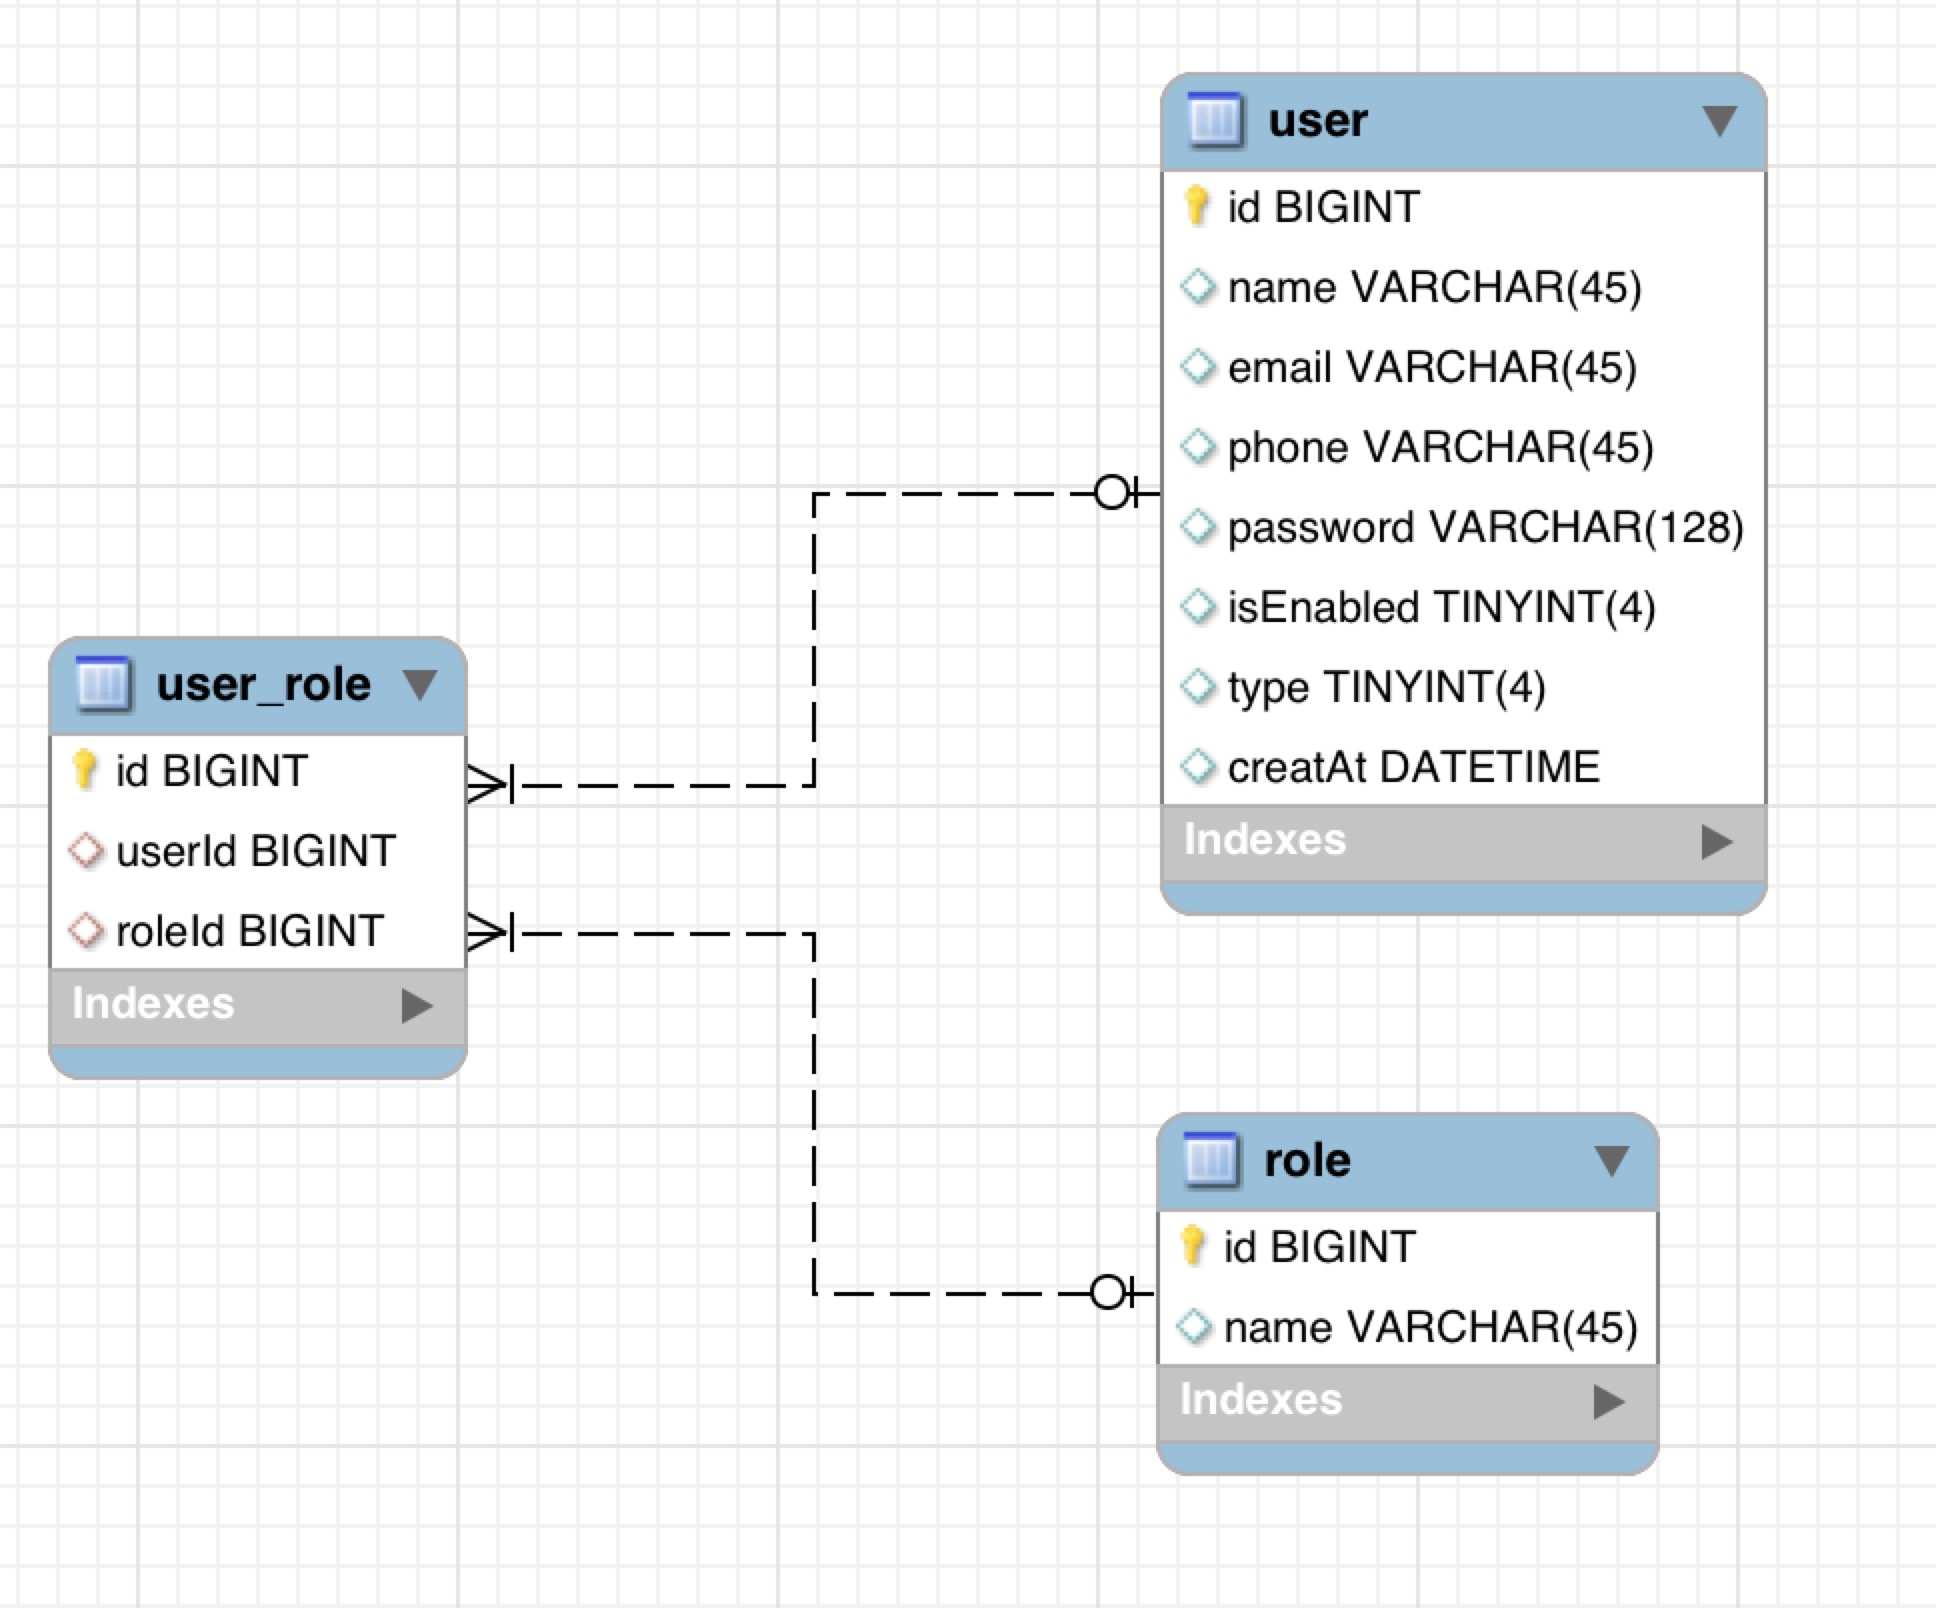 user
id BIGINT
name VARCHAR(45)
email VARCHAR(45)
phone VARCHAR(45)
password VARCHAR(128)
isEnabled TINYINT(4)
type TINYINT(4)
creatAt DATETIME
Indexes
user_role
id BIGINT
userId BIGINT
roleId BIGINT
Indexes
role
id BIGINT
name VARCHAR(45)
Indexes